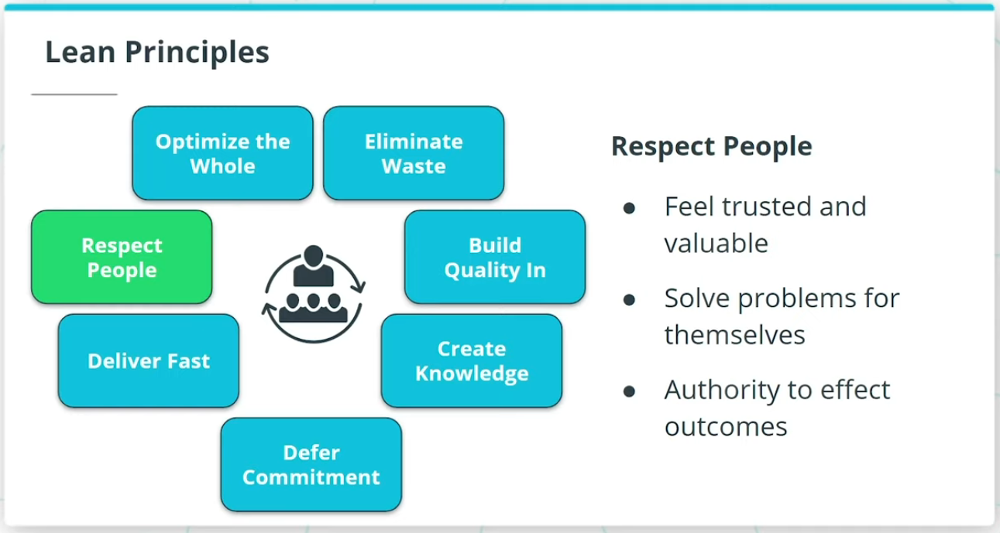 Lean Principles
Optimize the
Whole
Eliminate
Waste
Respect
People
Build
Quality In
Deliver Fast
Create
Knowledge
Defer
Commitment
Respect People
● Feel trusted and
valuable
● Solve problems for
themselves
● Authority to effect
outcomes